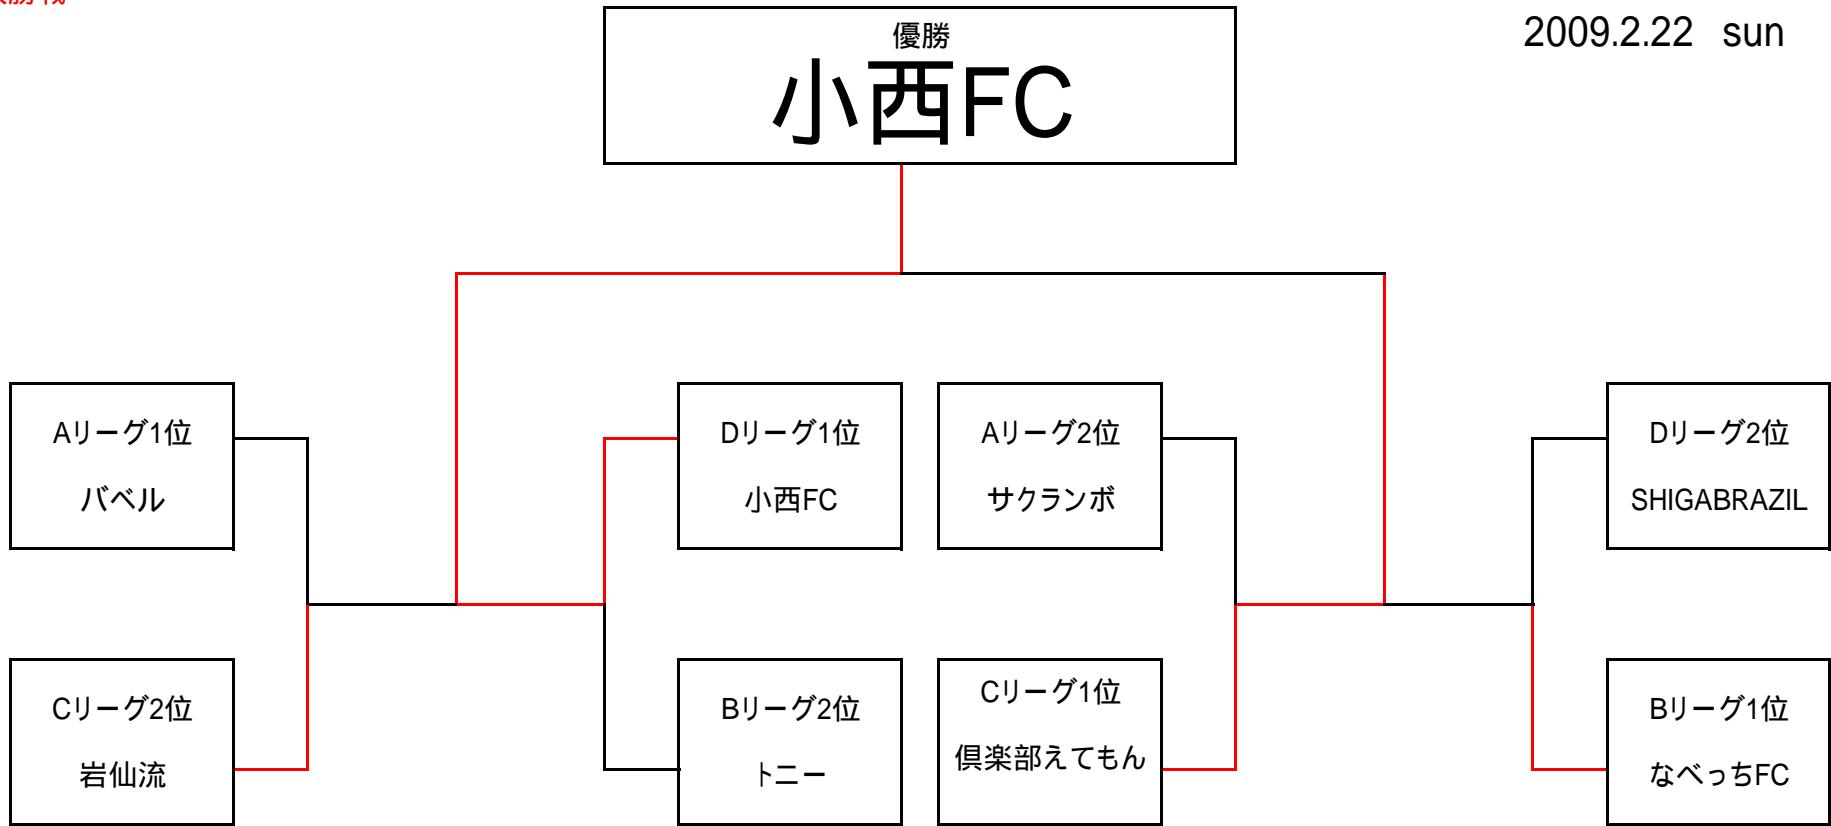 2009.2.22 sun
優勝
小西FC
Aリーグ1位
バベル
Dリーグ1位
小西FC
Aリーグ2位
サクランボ
Dリーグ2位
SHIGABRAZIL
Cリーグ2位
岩仙流
Bリーグ2位
トニー
Cリーグ1位
倶楽部えてもん
Bリーグ1位
なべっちFC